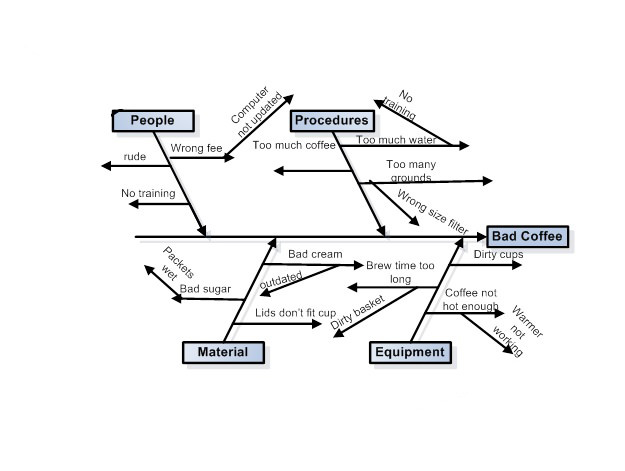 Computer
not updated
No
training
People
Procedures
Wrong fee
Too much coffee
Too much water
rude
Too many
grounds
No training
Wrong size filter
Bad Coffee
Packets
wet
Bad cream
Dirty cups
Brew time too
long
outdated
Bad sugar
Coffee not
hot enough
Lids don't fit cup
Dirty basket
Warmer
not
working
Material
Equipment